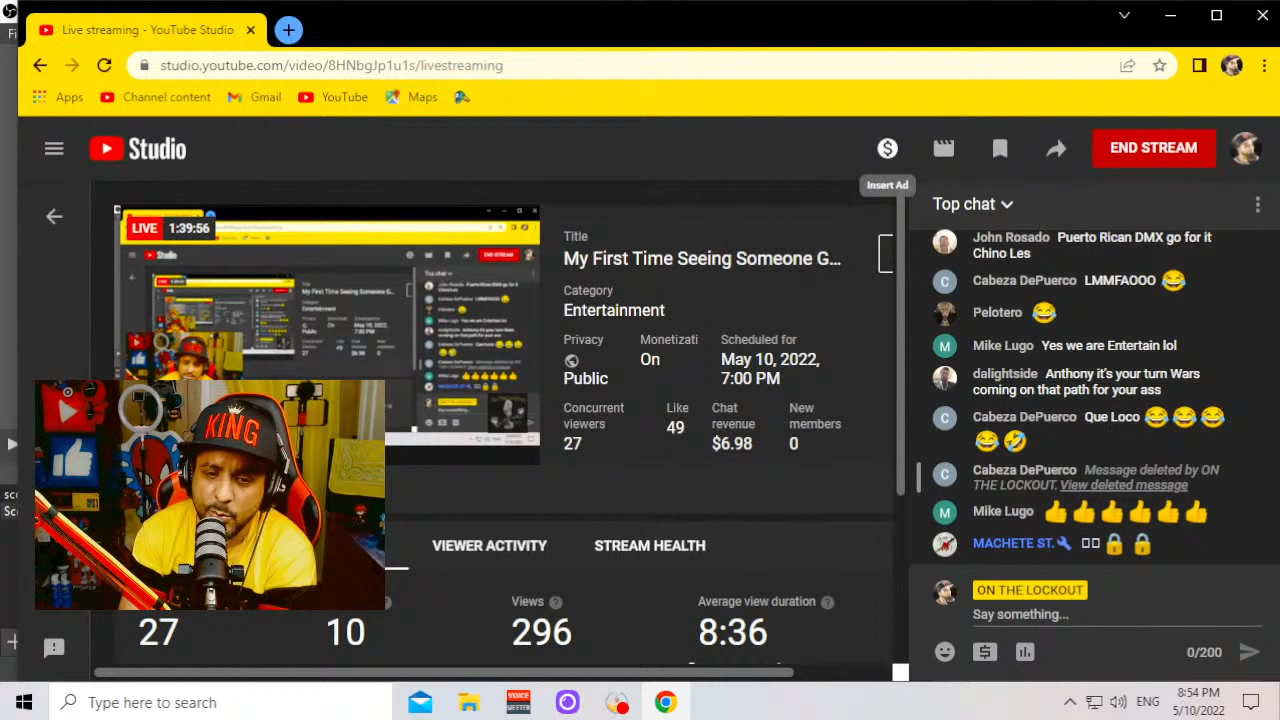 Live streaming - YouTube Studio
studio.youtube.com/video/8HNbgJp1u1s/livestreaming
Apps
Channel content
Gmail
YouTube
Maps
Studio
END STREAM
Insert Ad
LIVE 1:39:56
Title
My First Time Seeing Someone G...
Category
Entertainment
Privacy
Public
Monetizati
On
Scheduled for
May 10, 2022,
7:00 PM
Concurrent
viewers
27
Like
49
Chat
revenue
$6.98
New
members
0
KING
VIEWER ACTIVITY
STREAM HEALTH
27
10
Views
296
Average view duration
8:36
Top chat
John Rosado Puerto Rican DMX go for it
Chino Les
Cabeza DePuerco LMMFAOOO 😂
Pelotero 😂
Mike Lugo Yes we are Entertain lol
dalightside Anthony it's your turn Wars
coming on that path for your ass
Cabeza DePuerco Que Loco 😂😂😂
😂🤣
Cabeza DePuerco Message deleted by ON
THE LOCKOUT. View deleted message
Mike Lugo 👍👍👍👍👍👍
MACHETE ST. 🔒🔒
ON THE LOCKOUT
Say something...
0/200
Type here to search
VOICE
MEETER
ENG
8:54 PM
5/10/2022